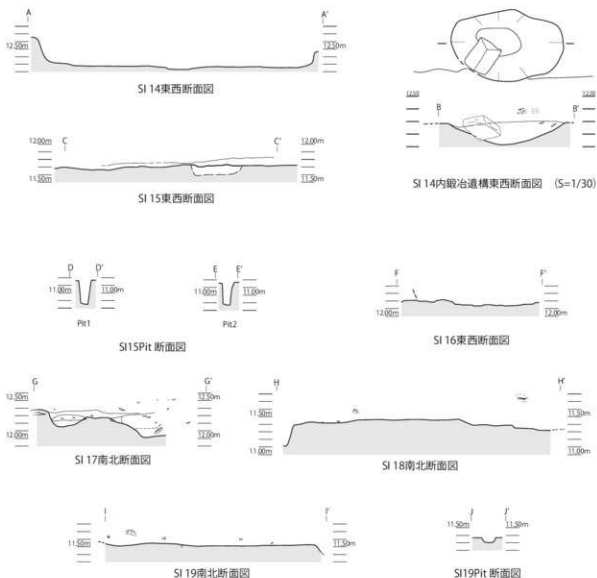 A A'
12.50m 12.50m
SI 14東西断面図
12.50 12.50
B B'
SI 14内鍛冶遺構東西断面図 (S=1/30)
12.00m C C' 12.00m
11.50m 11.50m
SI 15東西断面図
D D' E E'
11.00m 11.00m 11.00m 11.00m
Pit1 Pit2
SI15Pit 断面図
F F'
12.00m 12.00m
SI 16東西断面図
G G'
12.50m 12.50m
12.00m 12.00m
SI 17南北断面図
H H'
11.50m 11.50m
11.00m 11.00m
SI 18南北断面図
I I'
11.50m 11.50m
SI 19南北断面図
J J'
11.50m 11.50m
SI19Pit 断面図